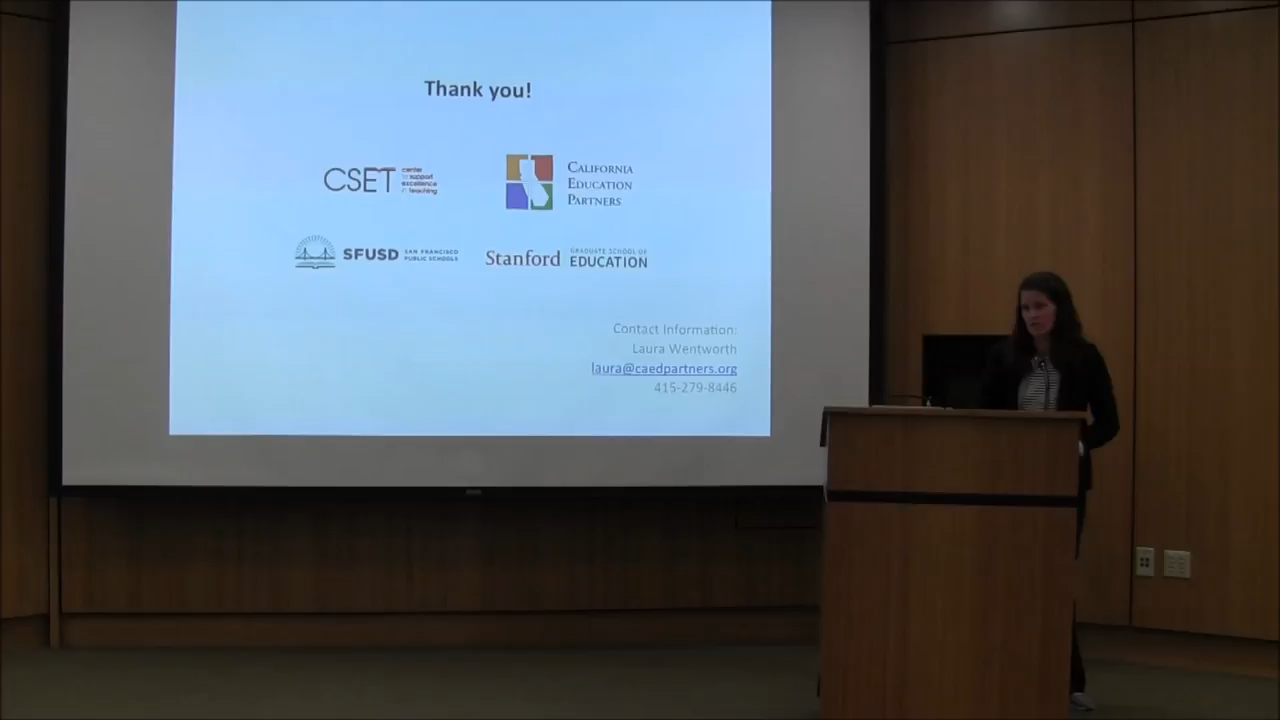 Thank you!
CSET center
to support
excellence
in teaching
CALIFORNIA
EDUCATION
PARTNERS
SFUSD SAN FRANCISCO
PUBLIC SCHOOLS
Stanford GRADUATE SCHOOL OF
EDUCATION
Contact Information:
Laura Wentworth
laura@caedpartners.org
415-279-8446